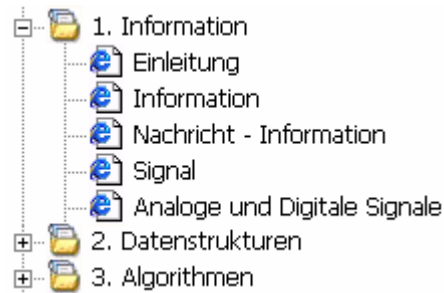 1. Information
Einleitung
Information
Nachricht - Information
Signal
Analoge und Digitale Signale
2. Datenstrukturen
3. Algorithmen